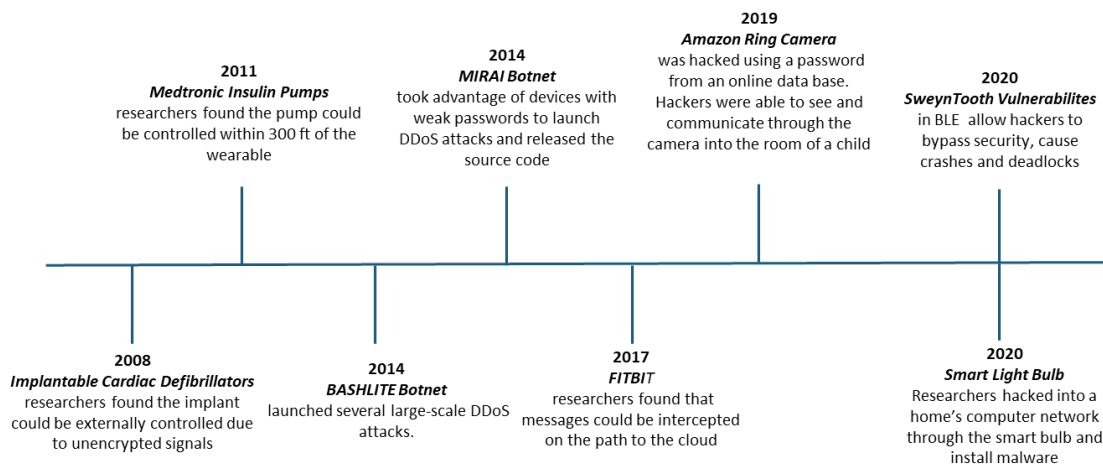 2011
Medtronic Insulin Pumps
researchers found the pump could
be controlled within 300 ft of the
wearable
2014
MIRAI Botnet
took advantage of devices with
weak passwords to launch
DDoS attacks and released the
source code
2019
Amazon Ring Camera
was hacked using a password
from an online data base.
Hackers were able to see and
communicate through the
camera into the room of a child
2020
SweynTooth Vulnerabilites
in BLE allow hackers to
bypass security, cause
crashes and deadlocks
2008
Implantable Cardiac Defibrillators
researchers found the implant
could be externally controlled due
to unencrypted signals
2014
BASHLITE Botnet
launched several large-scale DDoS
attacks.
2017
FITBIT
researchers found that
messages could be intercepted
on the path to the cloud
2020
Smart Light Bulb
Researchers hacked into a
home’s computer network
through the smart bulb and
install malware